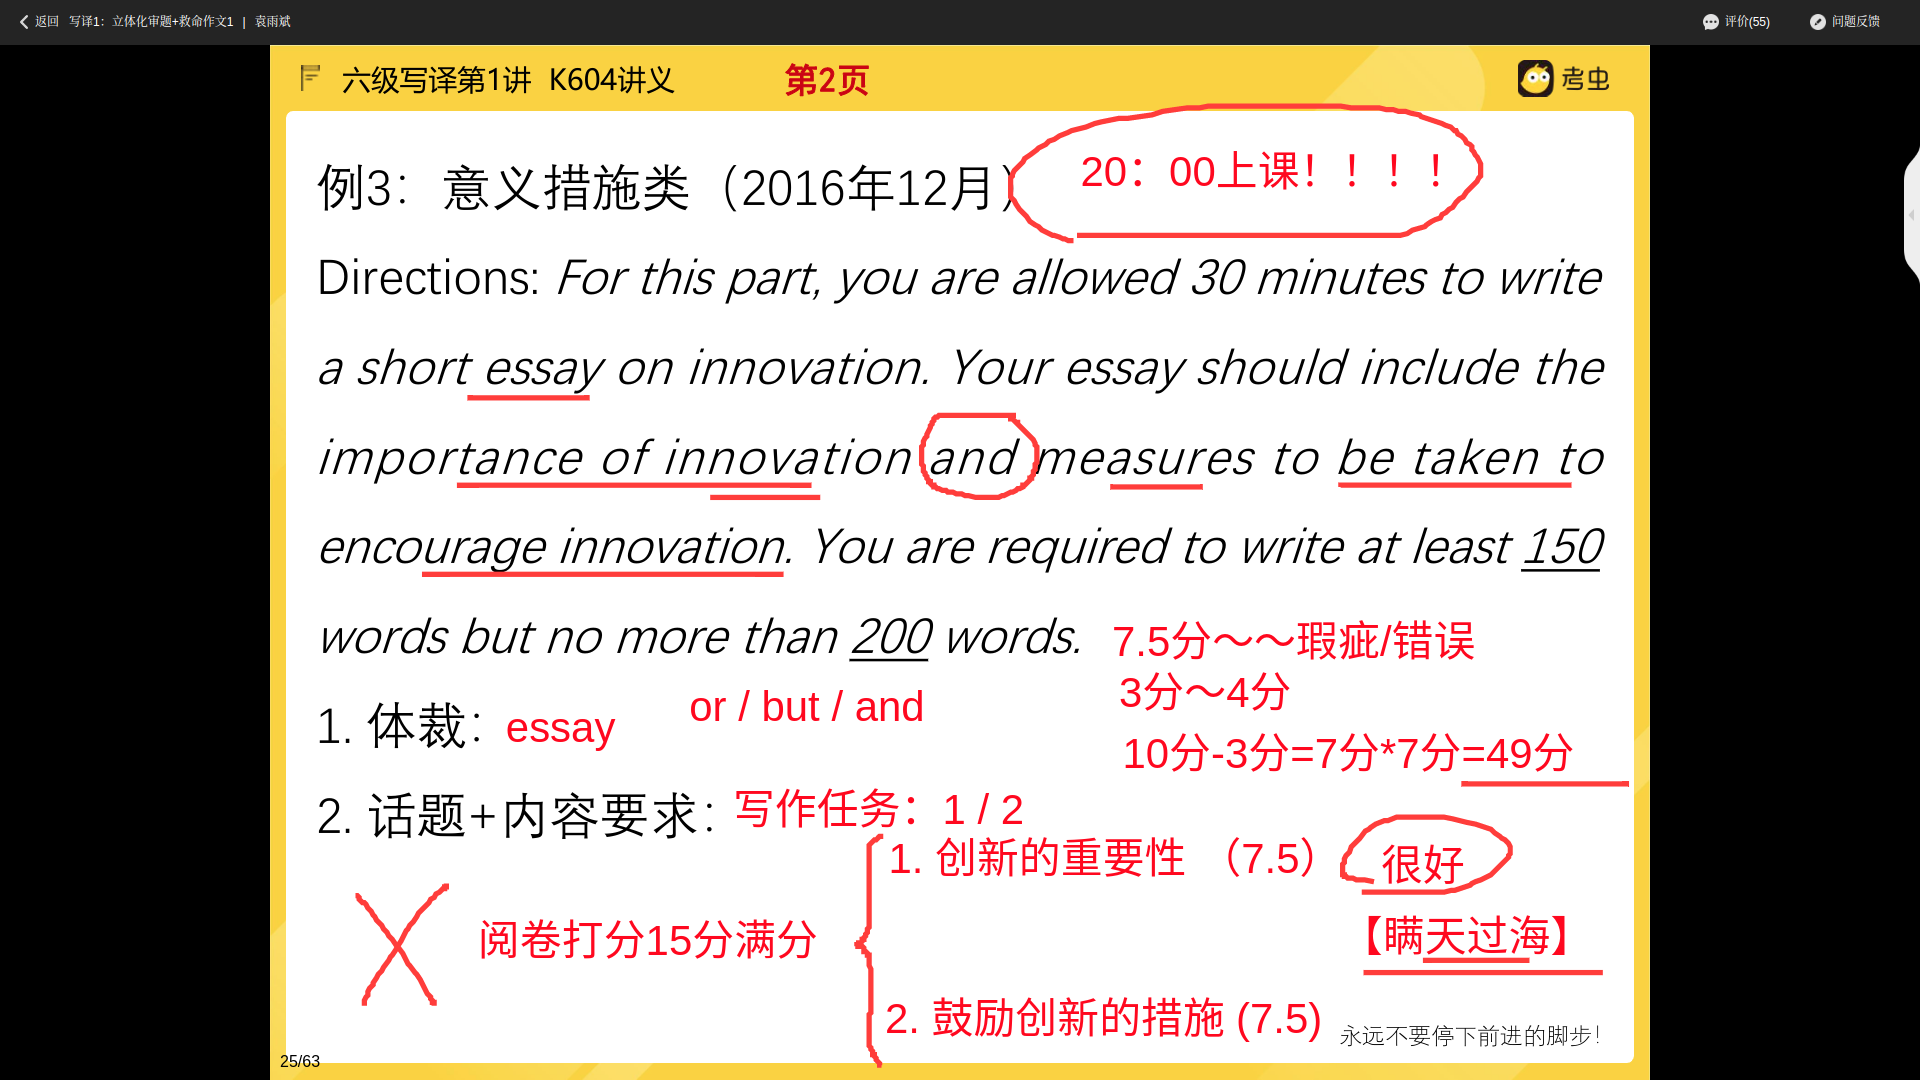 返回 写译1：立体化审题+救命作文1 | 袁雨斌
评价(55)
问题反馈
六级写译第1讲 K604讲义
第2页
考虫
例3：意义措施类（2016年12月）
20：00上课！！！！
Directions: For this part, you are allowed 30 minutes to write
a short essay on innovation. Your essay should include the
importance of innovation and measures to be taken to
encourage innovation. You are required to write at least 150
words but no more than 200 words.
7.5分～～瑕疵/错误
3分～4分
1. 体裁：essay
or / but / and
10分-3分=7分*7分=49分
2. 话题+内容要求：写作任务：1 / 2
1. 创新的重要性 （7.5）
很好
阅卷打分15分满分
【瞒天过海】
2. 鼓励创新的措施 (7.5)
永远不要停下前进的脚步！
25/63